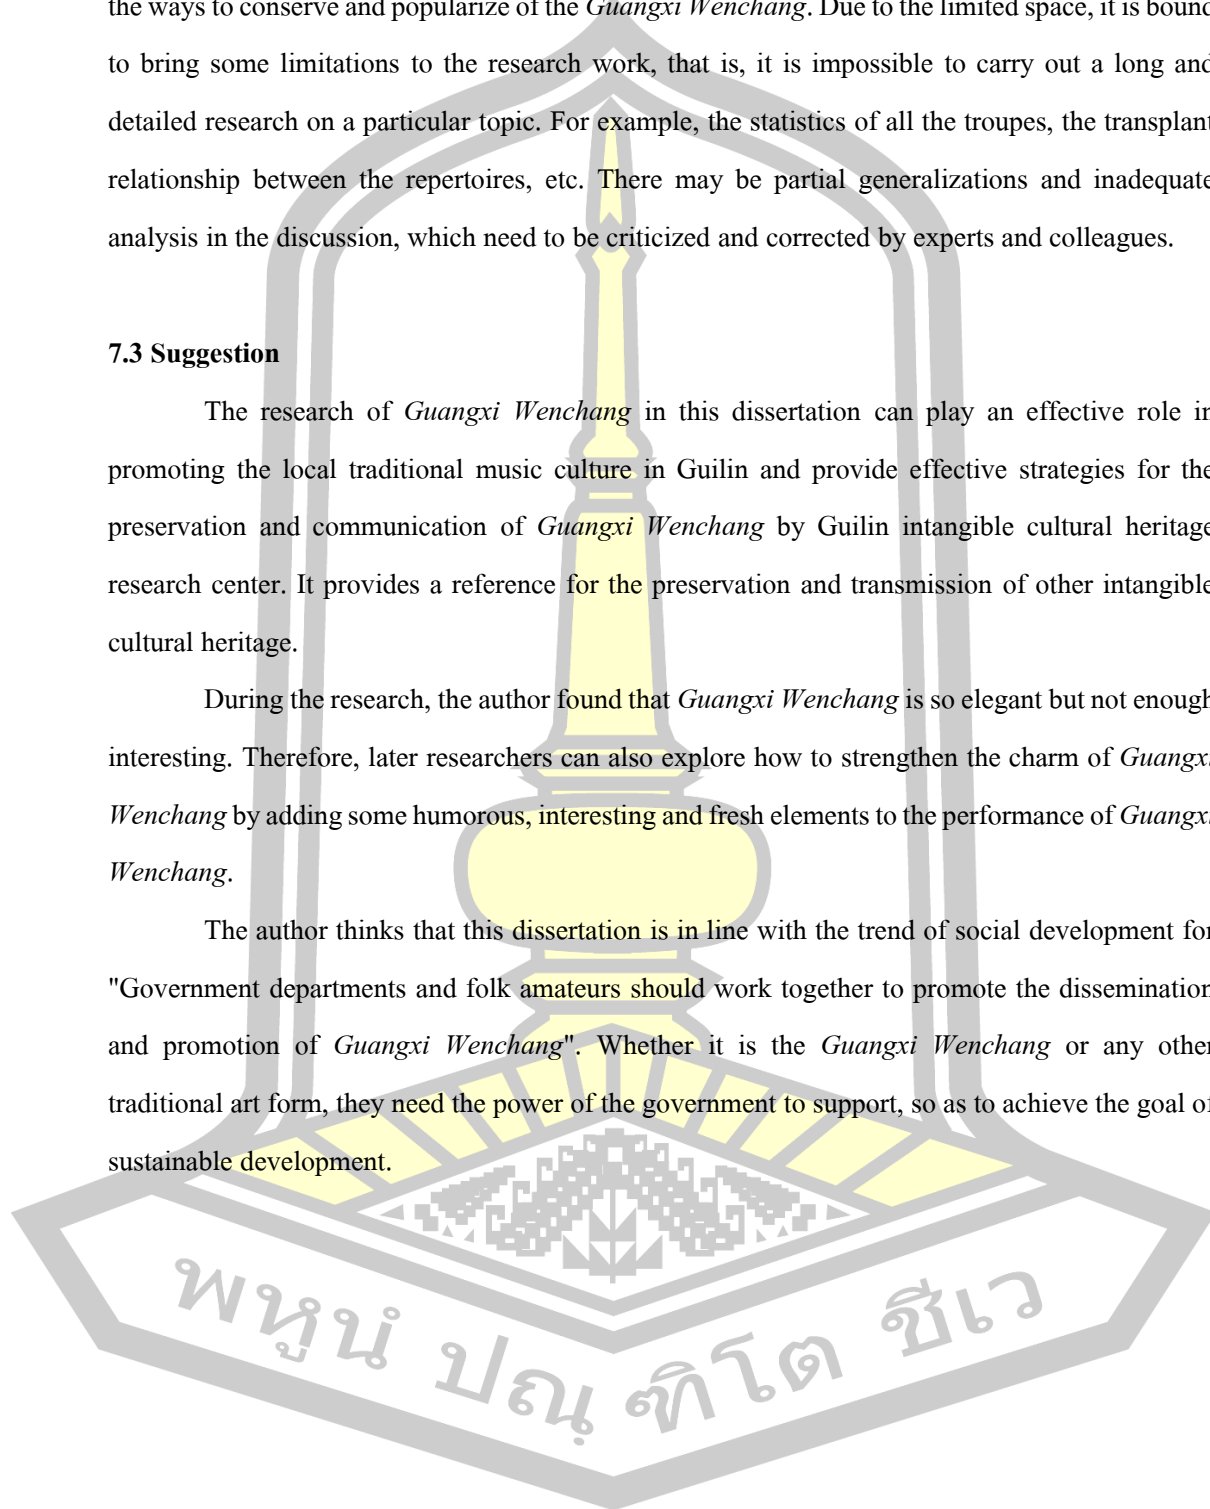 the ways to conserve and popularize of the Guangxi Wenchang. Due to the limited space, it is bound
to bring some limitations to the research work, that is, it is impossible to carry out a long and
detailed research on a particular topic. For example, the statistics of all the troupes, the transplant
relationship between the repertoires, etc. There may be partial generalizations and inadequate
analysis in the discussion, which need to be criticized and corrected by experts and colleagues.
7.3 Suggestion
The research of Guangxi Wenchang in this dissertation can play an effective role in
promoting the local traditional music culture in Guilin and provide effective strategies for the
preservation and communication of Guangxi Wenchang by Guilin intangible cultural heritage
research center. It provides a reference for the preservation and transmission of other intangible
cultural heritage.
During the research, the author found that Guangxi Wenchang is so elegant but not enough
interesting. Therefore, later researchers can also explore how to strengthen the charm of Guangxi
Wenchang by adding some humorous, interesting and fresh elements to the performance of Guangxi
Wenchang.
The author thinks that this dissertation is in line with the trend of social development for
"Government departments and folk amateurs should work together to promote the dissemination
and promotion of Guangxi Wenchang". Whether it is the Guangxi Wenchang or any other
traditional art form, they need the power of the government to support, so as to achieve the goal of
sustainable development.
พหูนํ ปณฺฑิโต ชีเว